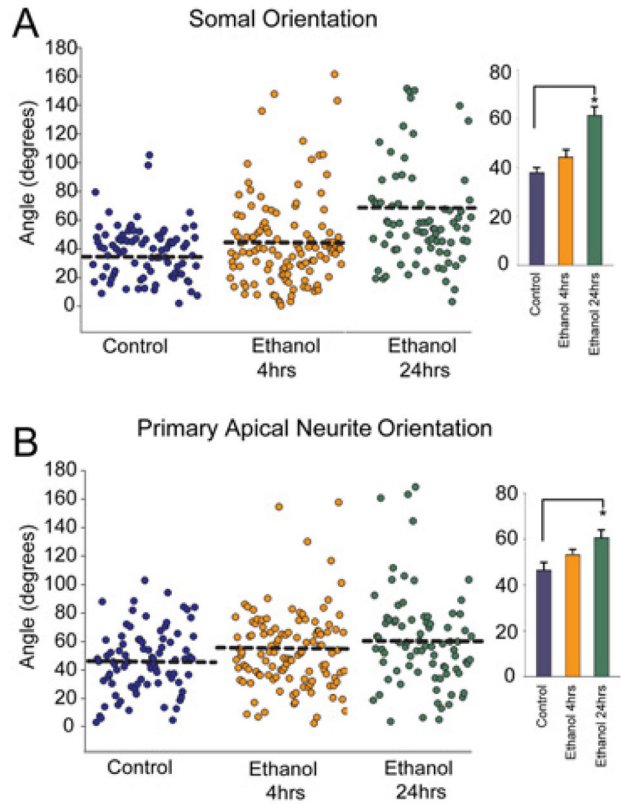 A
Somal Orientation
Angle (degrees)
180
160
140
120
100
80
60
40
20
0
Control
Ethanol
4hrs
Ethanol
24hrs
80
60
40
20
0
*
Control
Ethanol 4hrs
Ethanol 24hrs
B
Primary Apical Neurite Orientation
Angle (degrees)
180
160
140
120
100
80
60
40
20
0
Control
Ethanol
4hrs
Ethanol
24hrs
80
60
40
20
0
*
Control
Ethanol 4hrs
Ethanol 24hrs